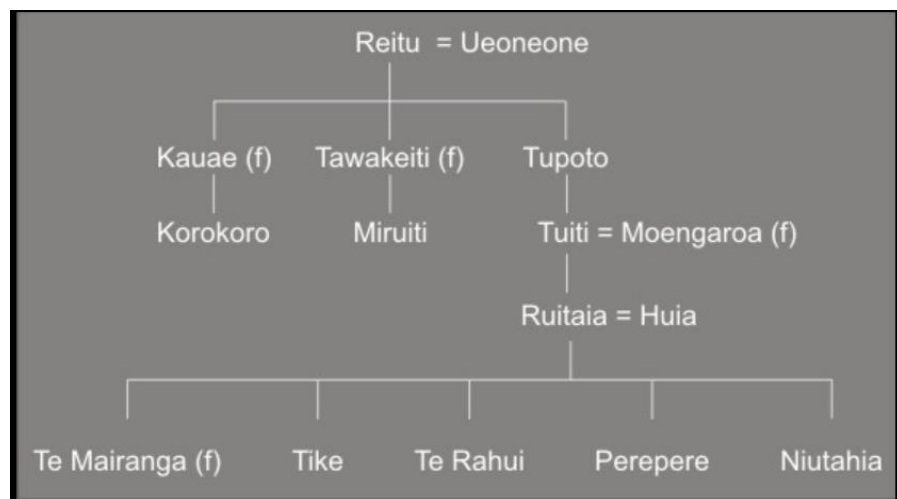 Reitu = Ueoneone
Kauae (f) Tawakeiti (f) Tupoto
Korokoro Miruiti Tuiti = Moengaroa (f)
Ruitaia = Huia
Te Mairanga (f) Tike Te Rahui Perepere Niutahia